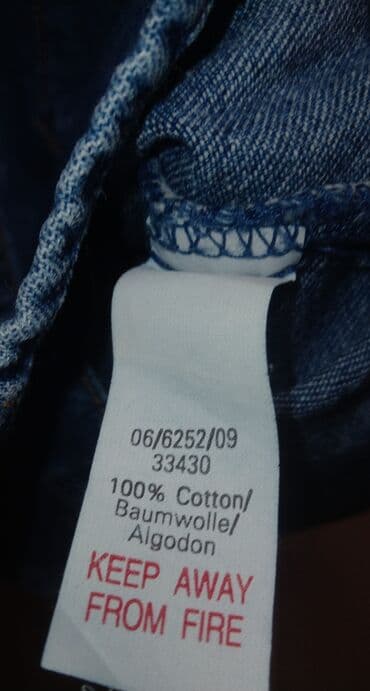 06/6252/09
33430
100% Cotton/
Baumwolle/
Algodon
KEEP AWAY
FROM FIRE